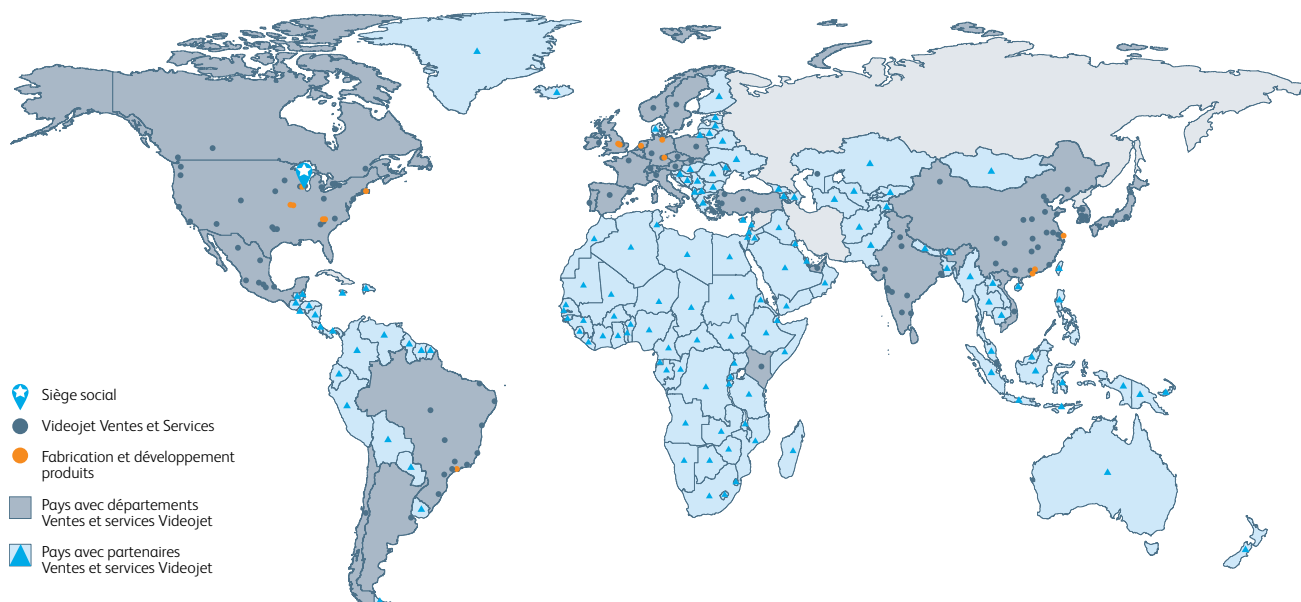 Siège social
Videojet Ventes et Services
Fabrication et développement
produits
Pays avec départements
Ventes et services Videojet
Pays avec partenaires
Ventes et services Videojet